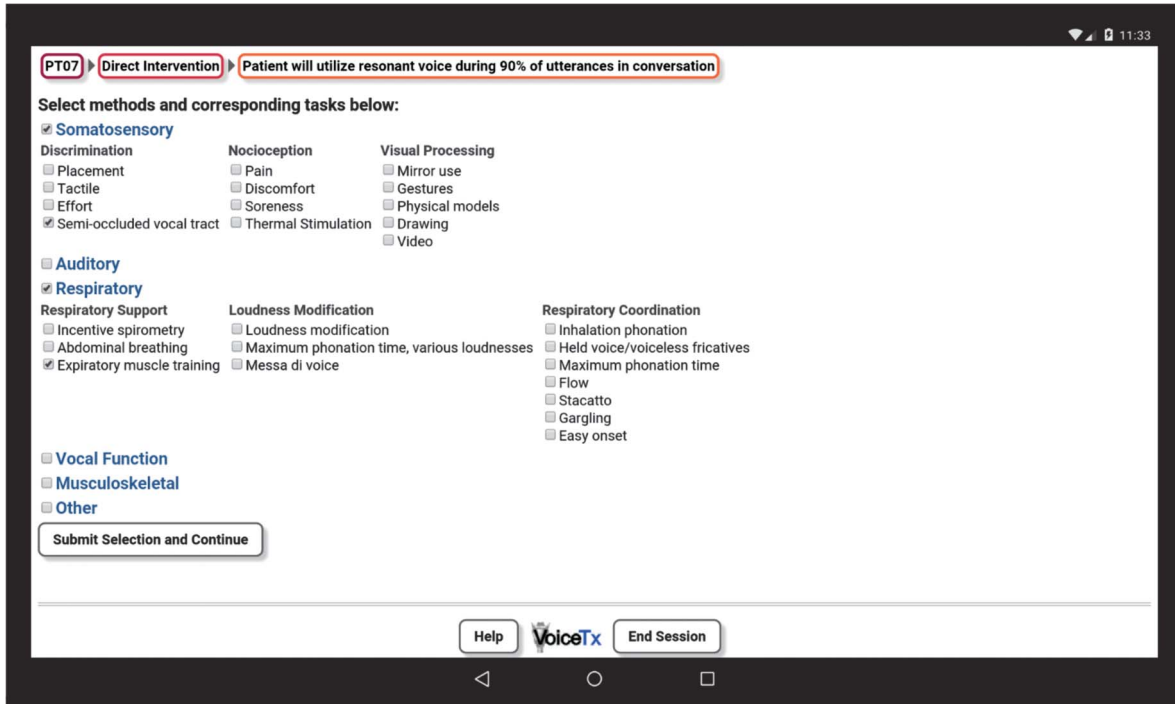 11:33
PT07 Direct Intervention Patient will utilize resonant voice during 90% of utterances in conversation
Select methods and corresponding tasks below:
Somatosensory
Discrimination Nocioception Visual Processing
Placement Pain Mirror use
Tactile Discomfort Gestures
Effort Soreness Physical models
Semi-occluded vocal tract Thermal Stimulation Drawing
Video
Auditory
Respiratory
Respiratory Support Loudness Modification Respiratory Coordination
Incentive spirometry Loudness modification Inhalation phonation
Abdominal breathing Maximum phonation time, various loudnesses Held voice/voiceless fricatives
Expiratory muscle training Messa di voice Maximum phonation time
Flow
Stacatto
Gargling
Easy onset
Vocal Function
Musculoskeletal
Other
Submit Selection and Continue
Help VoiceTx End Session